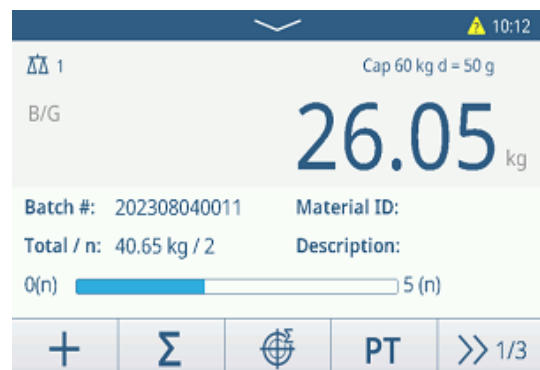 10:12
1 Cap 60 kg d = 50 g
B/G
26.05 kg
Batch #: 202308040011 Material ID:
Total / n: 40.65 kg / 2 Description:
0(n) 5 (n)
+ Σ Σ PT >> 1/3